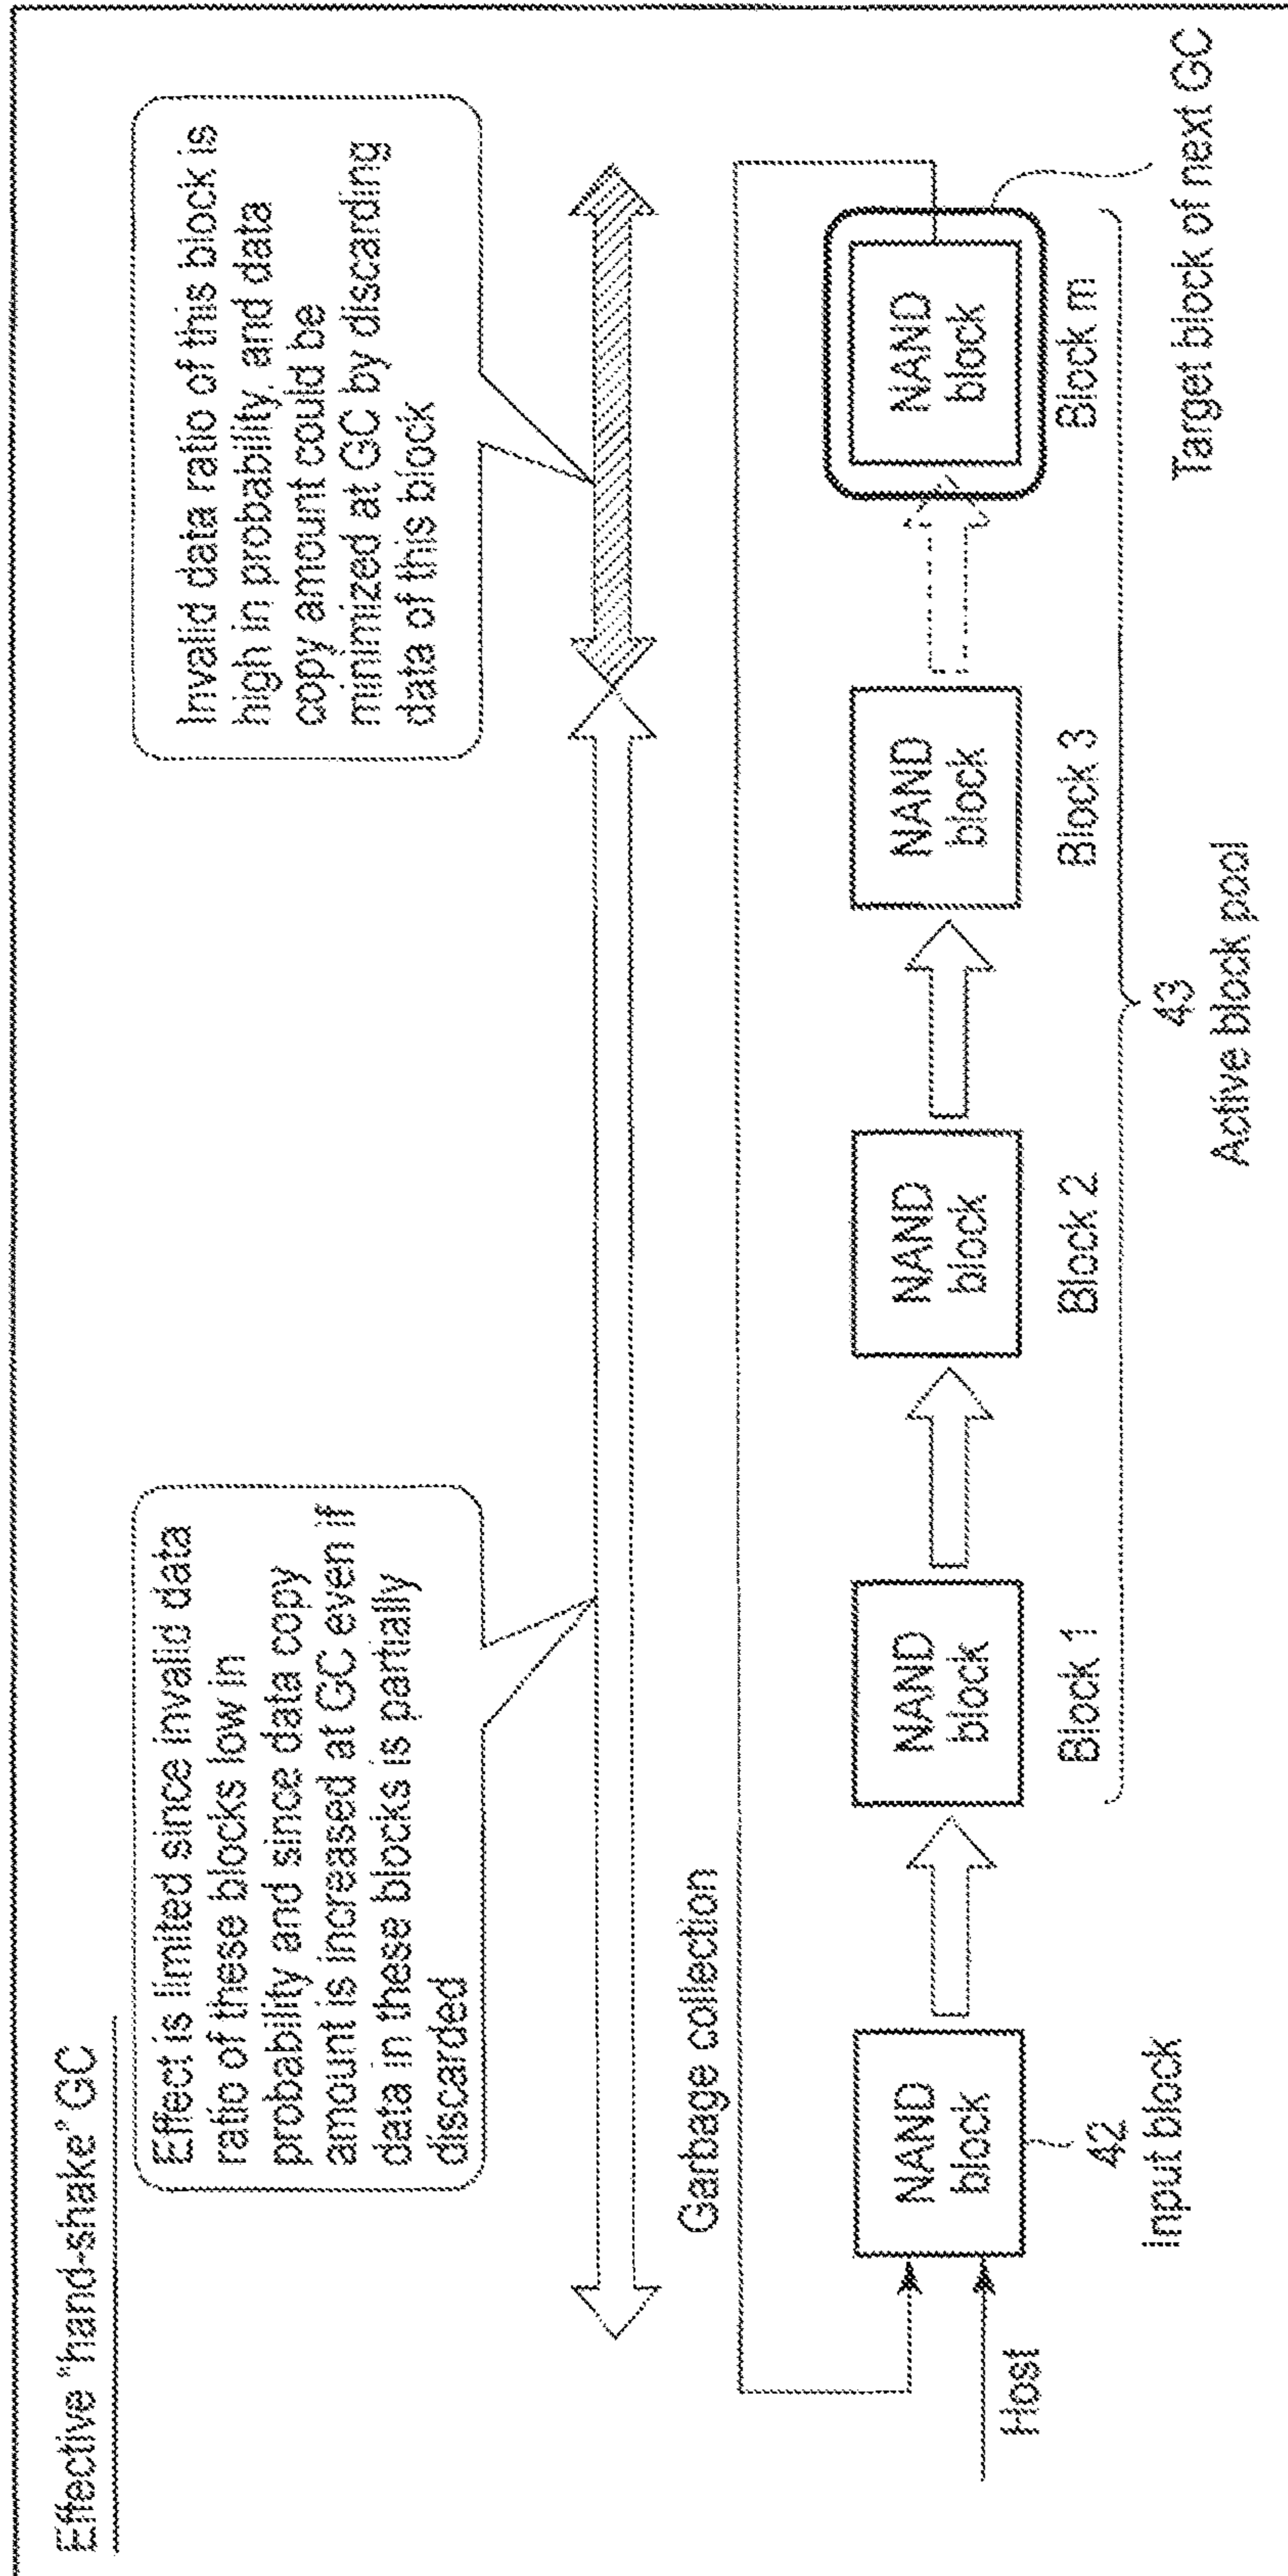 Effective "hand-shake" GC
Effect is limited since invalid data
ratio of these blocks low in
probability and since data copy
amount is increased at GC even if
data in these blocks is partially
discarded
Invalid data ratio of this block is
high in probability, and data
copy amount could be
minimized at GC by discarding
data of this block
Garbage collection
Host
NAND
block
42
Input block
NAND
block
Block 1
NAND
block
Block 2
NAND
block
Block 3
NAND
block
Block m
43
Active block pool
Target block of next GC